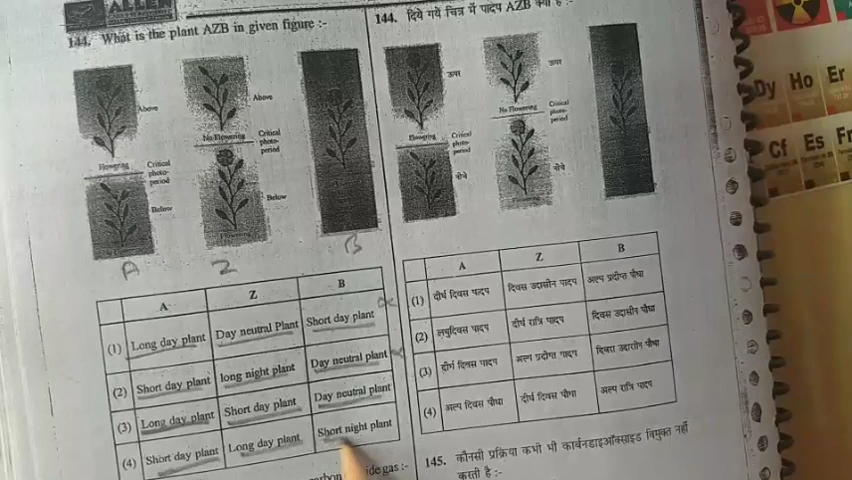 ALLEN
144. What is the plant AZB in given figure :-
Above
Flowering
Critical photo-period
Below
Above
No Flowering
Critical photo-period
Below
Flowering
A
Z
B
A Z B
(1) Long day plant Day neutral Plant Short day plant
(2) Short day plant long night plant Day neutral plant
(3) Long day plant Short day plant Day neutral plant
(4) Short day plant Long day plant Short night plant
144. दिये गये चित्र में पादप AZB क्या है :-
ऊपर
Flowering
Critical photo-period
नीचे
ऊपर
No Flowering
Critical photo-period
नीचे
A Z B
(1) दीर्घ दिवस पादप दिवस उदासीन पादप अल्प प्रदीप्त पौधा
(2) लघुदिवस पादप दीर्घ रात्रि पादप दिवस उदासीन पौधा
(3) दीर्घ दिवस पादप अल्प प्रदीप्त पादप दिवस उदासीन पौधा
(4) अल्प दिवस पौधा दीर्घ दिवस पौधा अल्प रात्रि पादप
145. कौनसी प्रक्रिया कभी भी कार्बनडाइऑक्साइड विमुक्त नहीं
करती है :-
gas :-
Dy Ho Er
Cf Es Fr